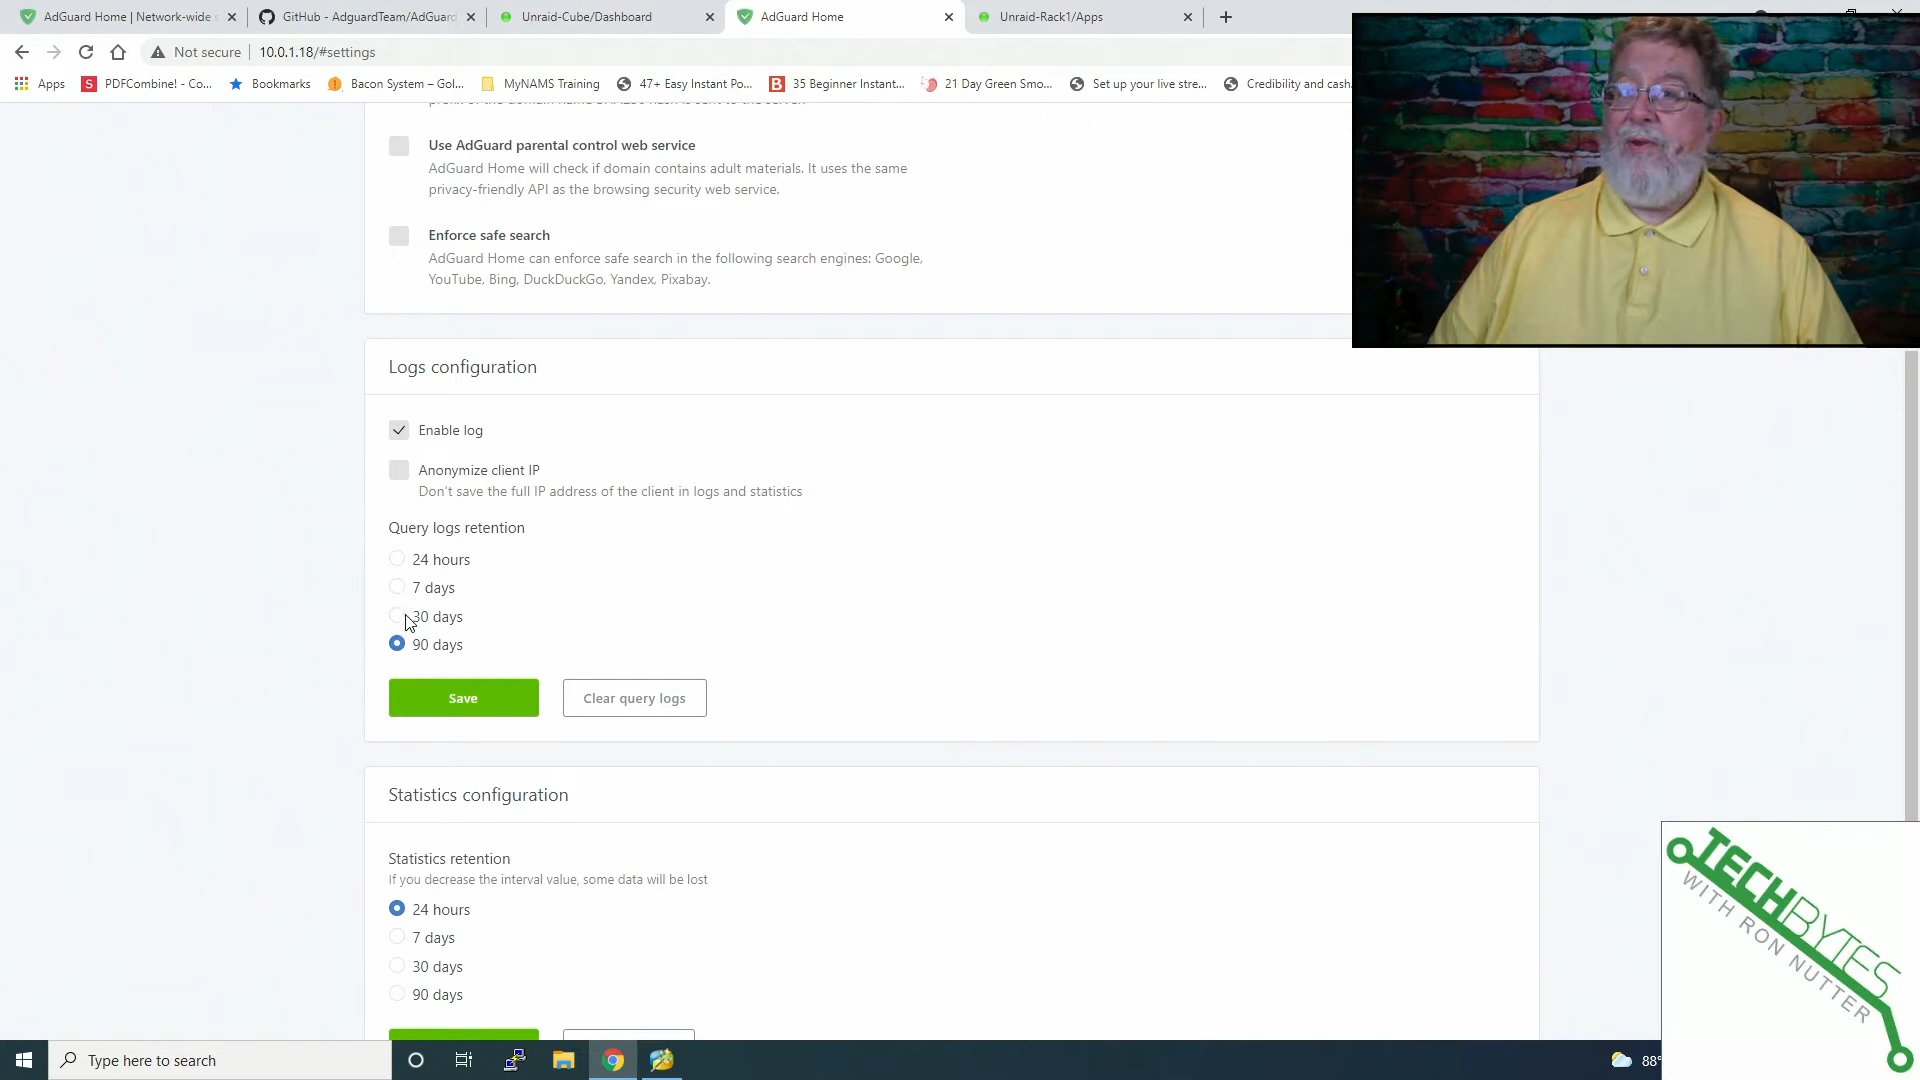 AdGuard Home | Network-wide
GitHub - AdguardTeam/AdGuard
Unraid-Cube/Dashboard
AdGuard Home
Unraid-Rack1/Apps
Not secure
10.0.1.18/#settings
Apps
PDFCombine! - Co...
Bookmarks
Bacon System – Gol...
MyNAMS Training
47+ Easy Instant Po...
35 Beginner Instant...
21 Day Green Smo...
Set up your live stre...
Credibility and cash
Use AdGuard parental control web service
AdGuard Home will check if domain contains adult materials. It uses the same
privacy-friendly API as the browsing security web service.
Enforce safe search
AdGuard Home can enforce safe search in the following search engines: Google,
YouTube, Bing, DuckDuckGo, Yandex, Pixabay.
Logs configuration
Enable log
Anonymize client IP
Don't save the full IP address of the client in logs and statistics
Query logs retention
24 hours
7 days
30 days
90 days
Save
Clear query logs
Statistics configuration
Statistics retention
If you decrease the interval value, some data will be lost
24 hours
7 days
30 days
90 days
TECHBYTES
WITH RON NUTTER
Type here to search
88°